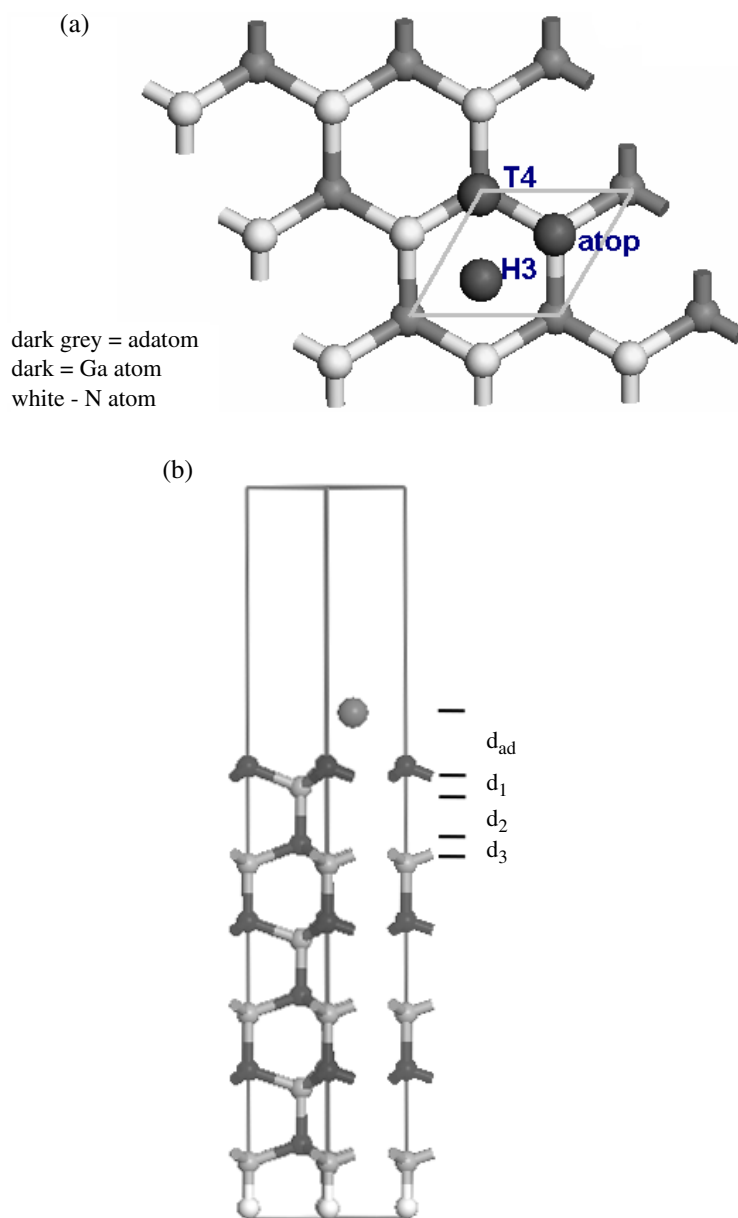 (a)
T4
atop
H3
dark grey = adatom
dark = Ga atom
white - N atom
(b)
dad
d1
d2
d3